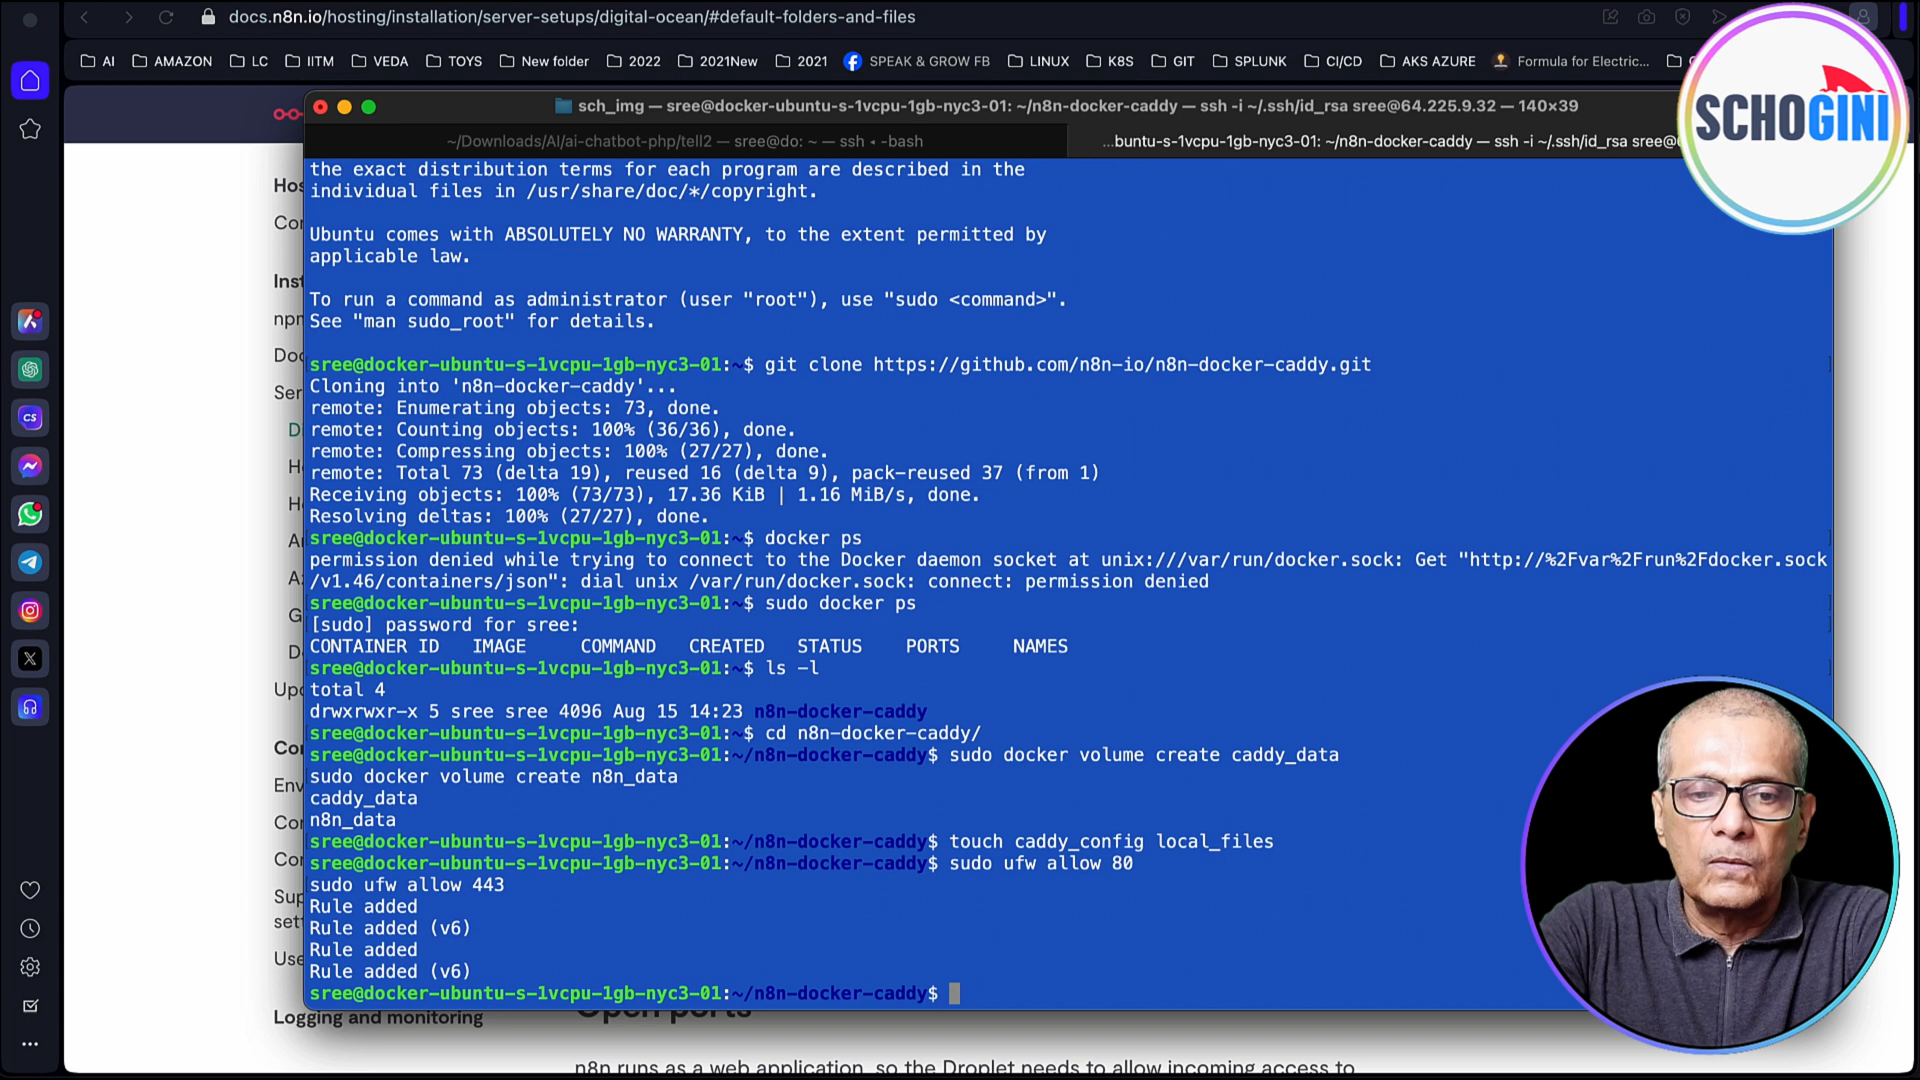 docs.n8n.io/hosting/installation/server-setups/digital-ocean/#default-folders-and-files
AI AMAZON LC IITM VEDA TOYS New folder 2022 2021New 2021 SPEAK & GROW FB LINUX K8S GIT SPLUNK CI/CD AKS AZURE Formula for Electric...
SCHOGINI
sch_img — sree@docker-ubuntu-s-1vcpu-1gb-nyc3-01: ~/n8n-docker-caddy — ssh -i ~/.ssh/id_rsa sree@64.225.9.32 — 140×39
~/Downloads/AI/ai-chatbot-php/tell2 — sree@do: ~ — ssh ◂ -bash
...buntu-s-1vcpu-1gb-nyc3-01: ~/n8n-docker-caddy — ssh -i ~/.ssh/id_rsa sree@
the exact distribution terms for each program are described in the
individual files in /usr/share/doc/*/copyright.
Ubuntu comes with ABSOLUTELY NO WARRANTY, to the extent permitted by
applicable law.
To run a command as administrator (user "root"), use "sudo <command>".
See "man sudo_root" for details.
sree@docker-ubuntu-s-1vcpu-1gb-nyc3-01:~$ git clone https://github.com/n8n-io/n8n-docker-caddy.git
Cloning into 'n8n-docker-caddy'...
remote: Enumerating objects: 73, done.
remote: Counting objects: 100% (36/36), done.
remote: Compressing objects: 100% (27/27), done.
remote: Total 73 (delta 19), reused 16 (delta 9), pack-reused 37 (from 1)
Receiving objects: 100% (73/73), 17.36 KiB | 1.16 MiB/s, done.
Resolving deltas: 100% (27/27), done.
sree@docker-ubuntu-s-1vcpu-1gb-nyc3-01:~$ docker ps
permission denied while trying to connect to the Docker daemon socket at unix:///var/run/docker.sock: Get "http://%2Fvar%2Frun%2Fdocker.sock
/v1.46/containers/json": dial unix /var/run/docker.sock: connect: permission denied
sree@docker-ubuntu-s-1vcpu-1gb-nyc3-01:~$ sudo docker ps
[sudo] password for sree:
CONTAINER ID IMAGE COMMAND CREATED STATUS PORTS NAMES
sree@docker-ubuntu-s-1vcpu-1gb-nyc3-01:~$ ls -l
total 4
drwxrwxr-x 5 sree sree 4096 Aug 15 14:23 n8n-docker-caddy
sree@docker-ubuntu-s-1vcpu-1gb-nyc3-01:~$ cd n8n-docker-caddy/
sree@docker-ubuntu-s-1vcpu-1gb-nyc3-01:~/n8n-docker-caddy$ sudo docker volume create caddy_data
sudo docker volume create n8n_data
caddy_data
n8n_data
sree@docker-ubuntu-s-1vcpu-1gb-nyc3-01:~/n8n-docker-caddy$ touch caddy_config local_files
sree@docker-ubuntu-s-1vcpu-1gb-nyc3-01:~/n8n-docker-caddy$ sudo ufw allow 80
sudo ufw allow 443
Rule added
Rule added (v6)
Rule added
Rule added (v6)
sree@docker-ubuntu-s-1vcpu-1gb-nyc3-01:~/n8n-docker-caddy$
Logging and monitoring
Open ports
n8n runs as a web application, so the Droplet needs to allow incoming access to